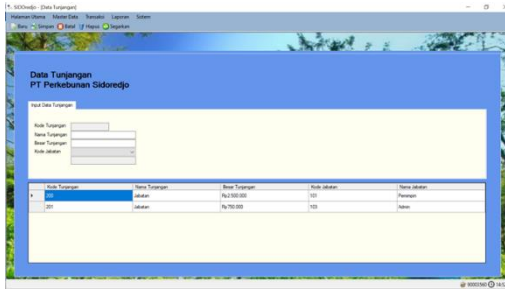 SIDOredjo - [Data Tunjangan]
Halaman Utama Master Data Transaksi Laporan Sistem
Baru Simpan Batal Hapus Segarkan
Data Tunjangan
PT Perkebunan Sidoredjo
Input Data Tunjangan
Kode Tunjangan
Nama Tunjangan
Besar Tunjangan
Kode Jabatan
Kode Tunjangan Nama Tunjangan Besar Tunjangan Kode Jabatan Nama Jabatan
200 Jabatan Rp2.500.000 101 Pemimpin
201 Jabatan Rp750.000 103 Admin